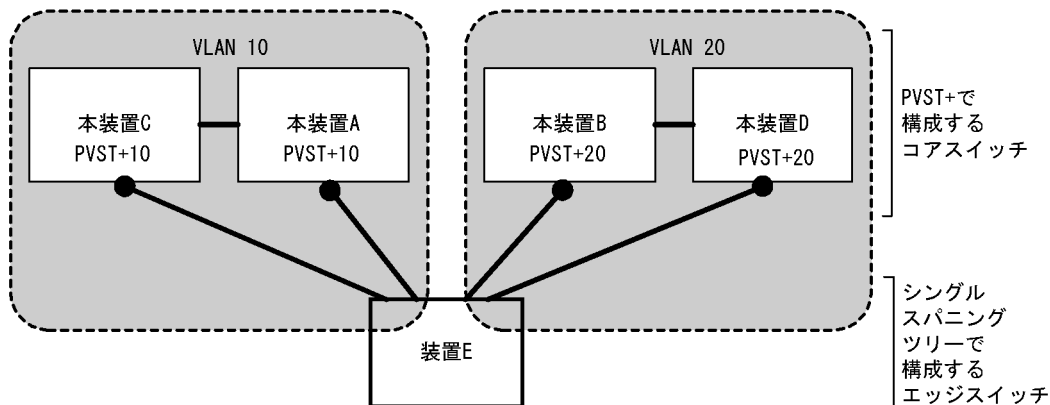 VLAN 10
VLAN 20
本装置C
PVST+10
本装置A
PVST+10
本装置B
PVST+20
本装置D
PVST+20
PVST+で
構成する
コアスイッチ
装置E
シングル
スパニング
ツリーで
構成する
エッジスイッチ